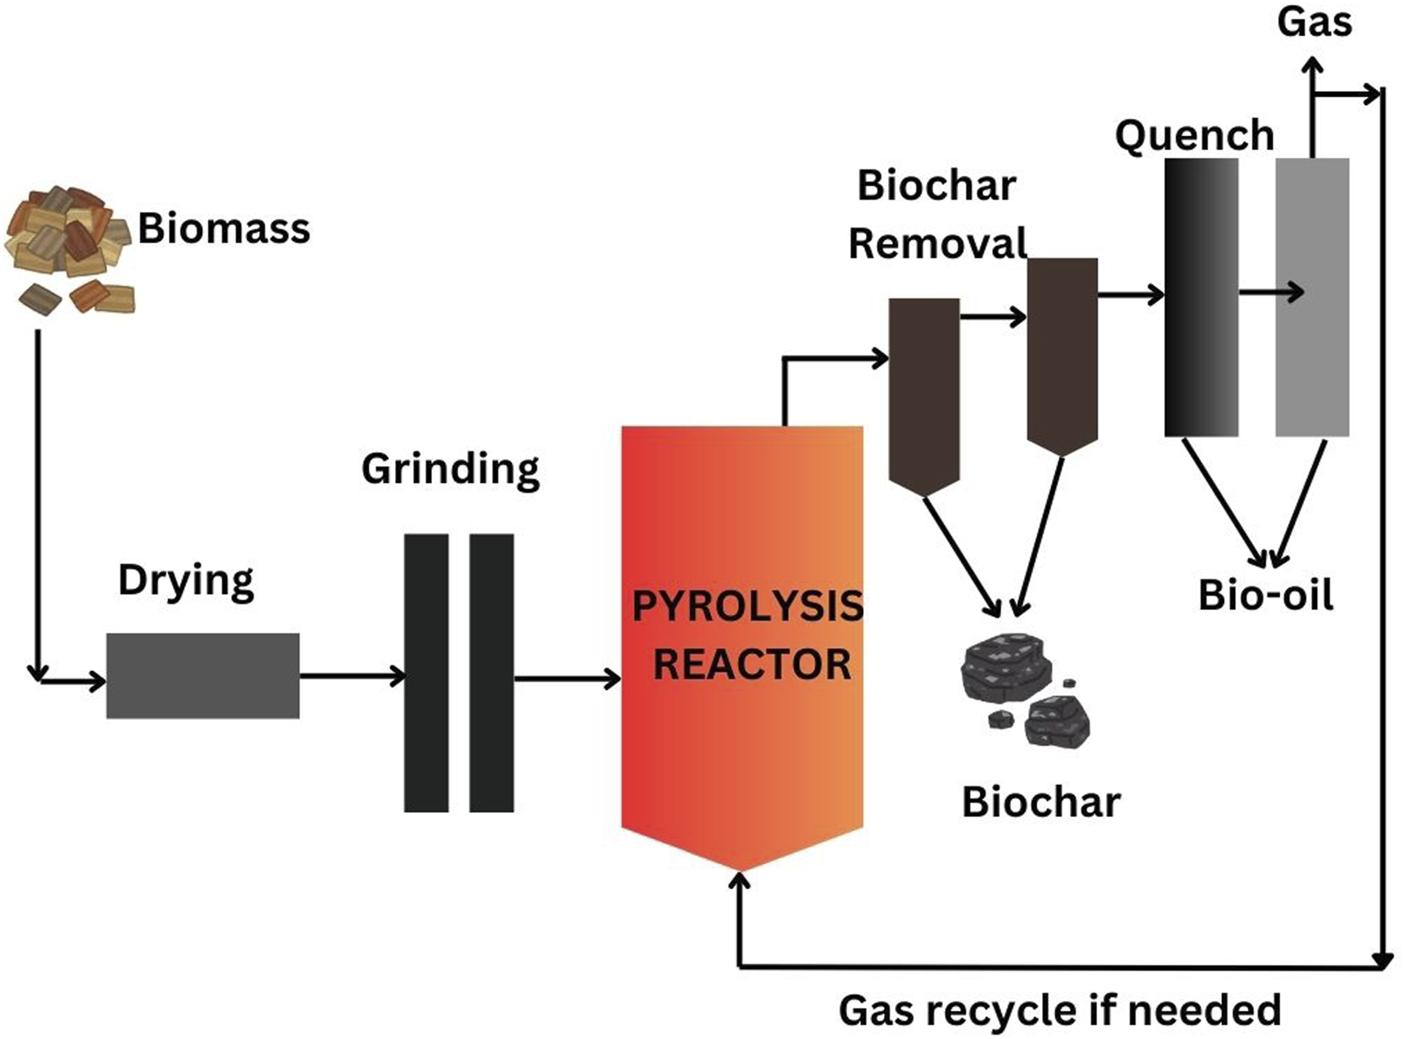 Gas
Quench
Biochar
Removal
Biomass
Grinding
Drying
PYROLYSIS
REACTOR
Bio-oil
Biochar
Gas recycle if needed